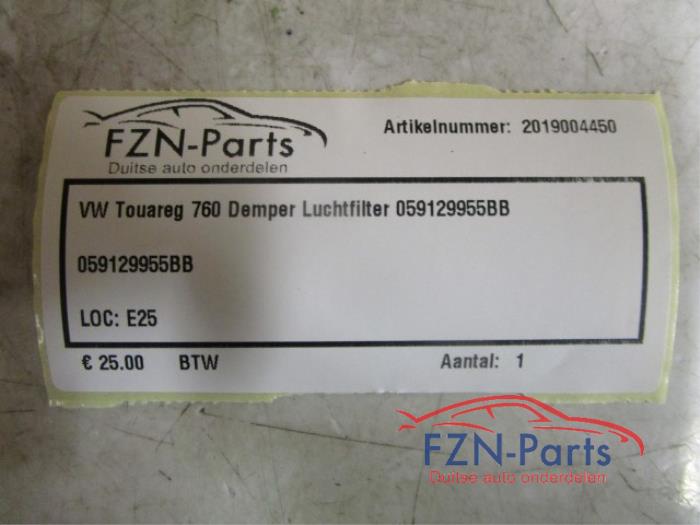 FZN-Parts
Duitse auto onderdelen
Artikelnummer: 2019004450
VW Touareg 760 Demper Luchtfilter 059129955BB
059129955BB
LOC: E25
€ 25.00 BTW Aantal: 1
FZN-Parts
Duitse auto onderdelen